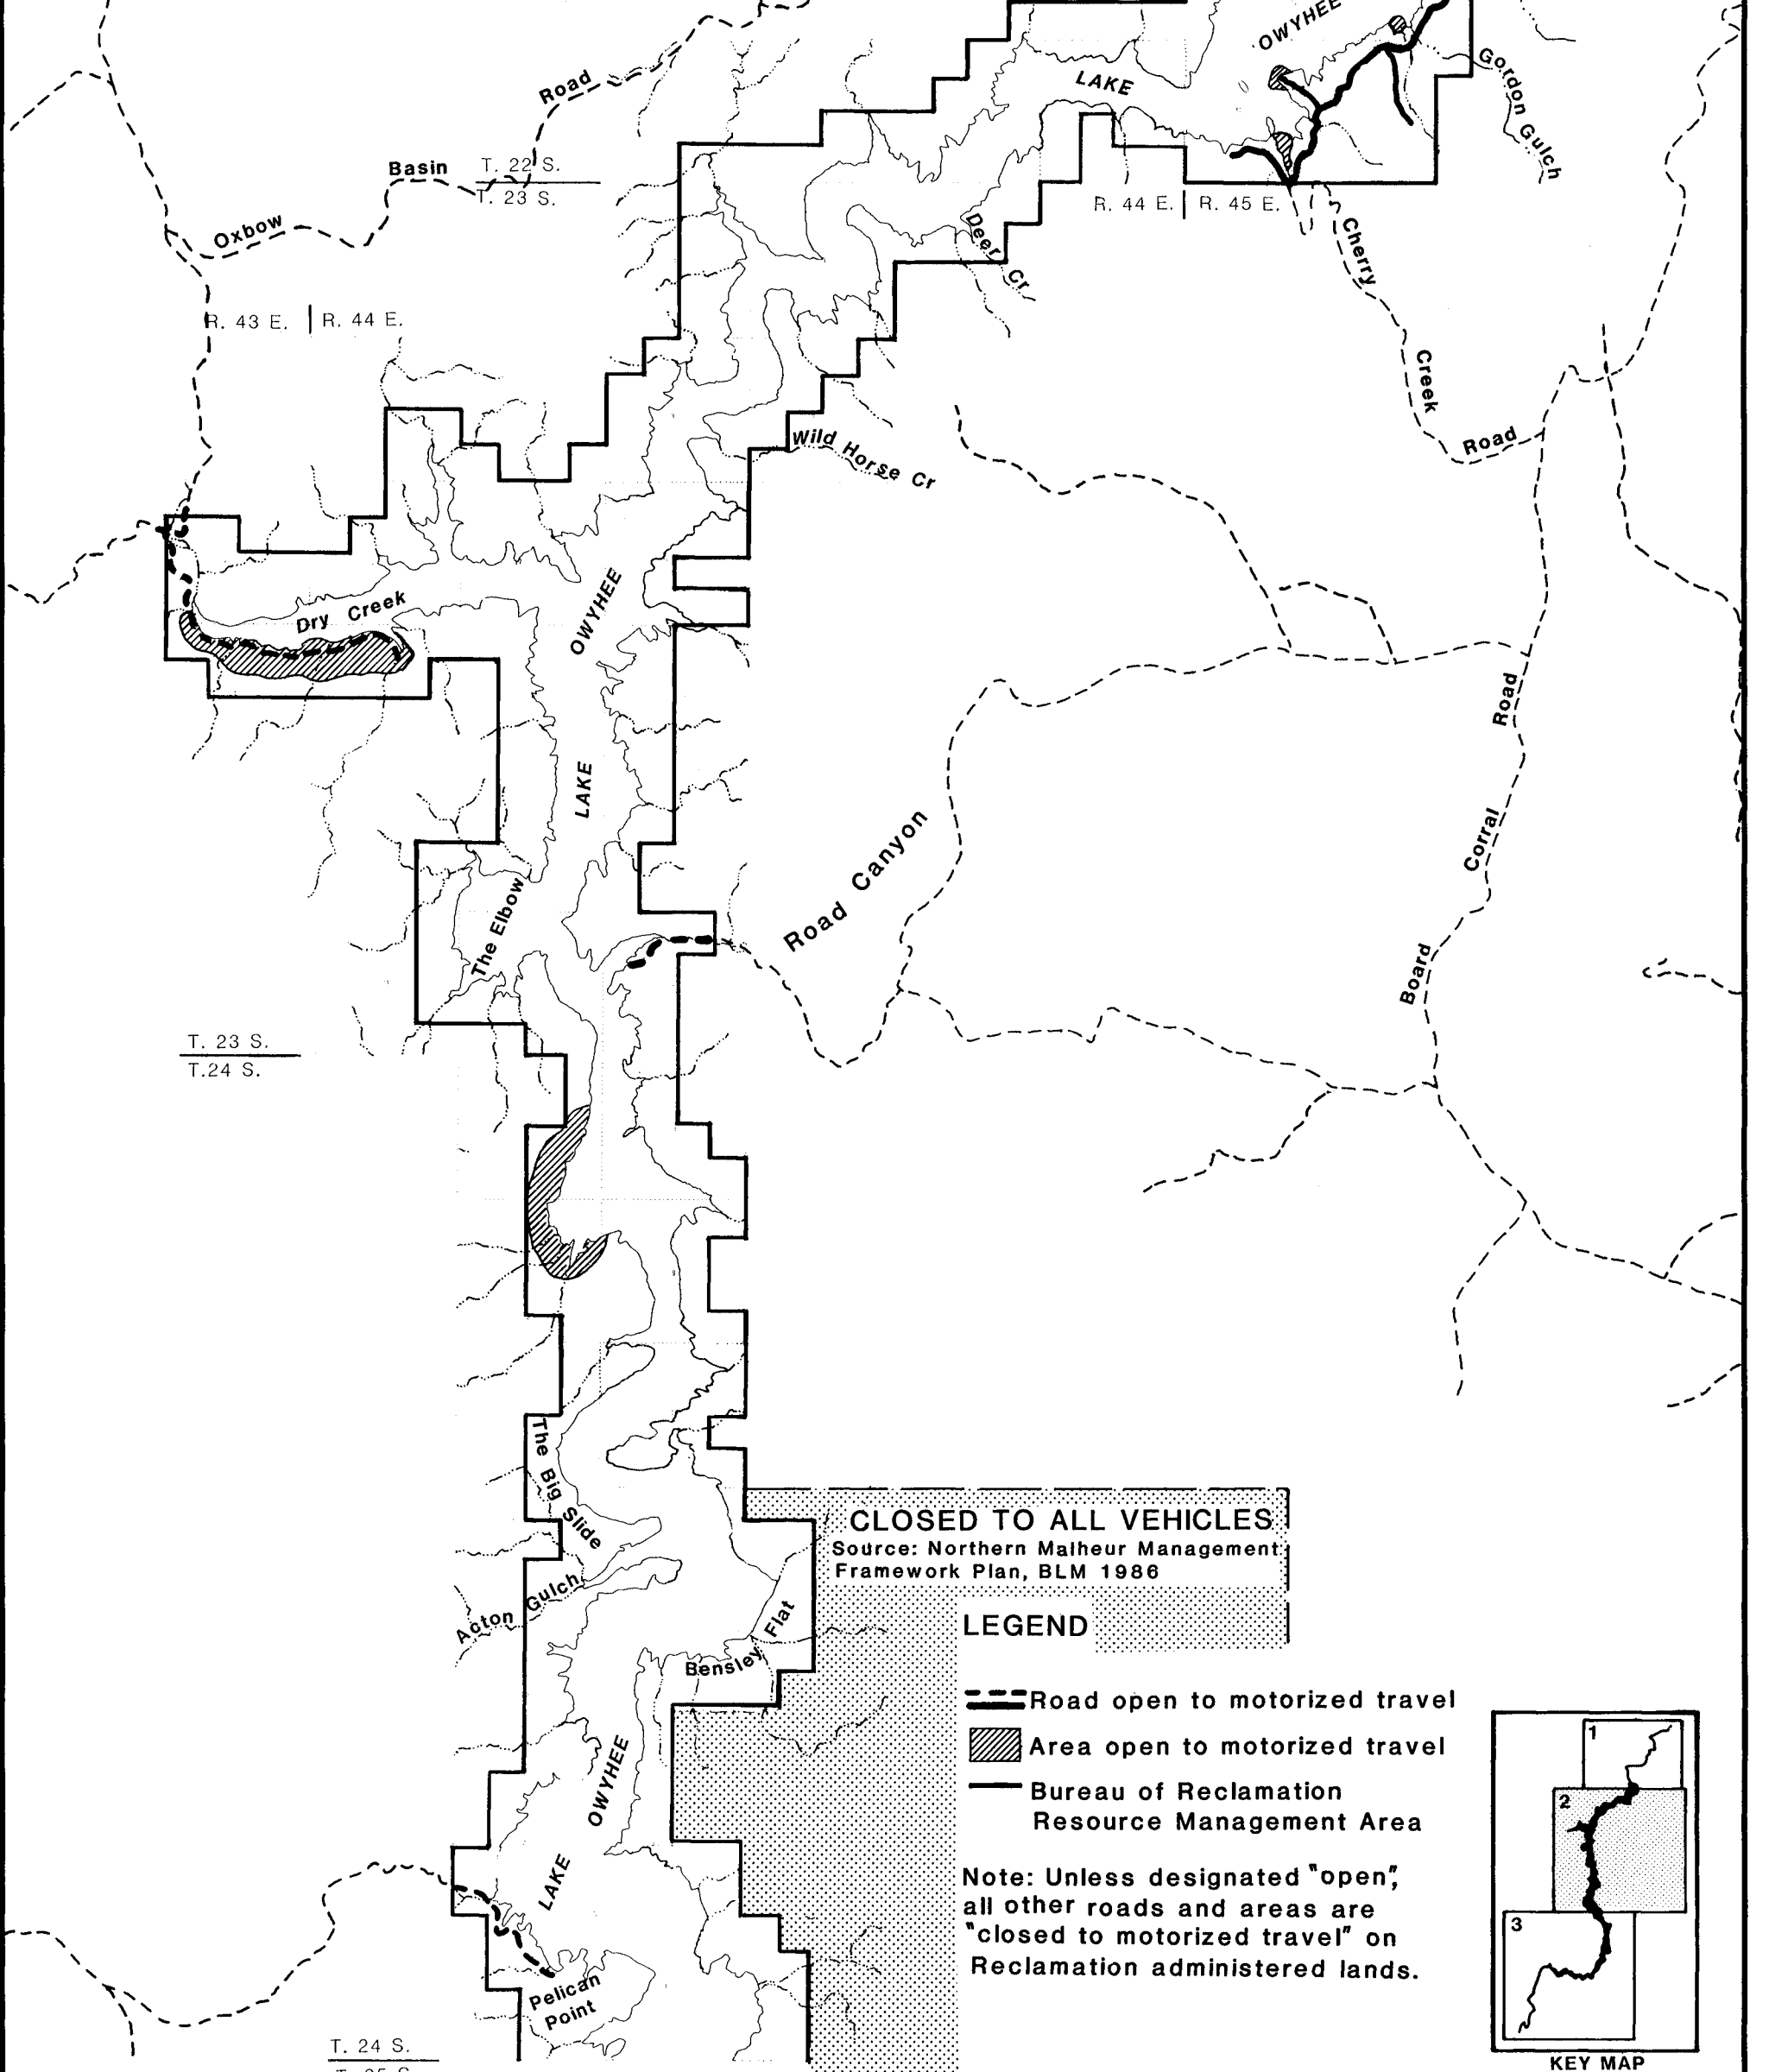 OWYHEE
LAKE
Gordon Gulch
Road
Basin
Oxbow
T. 22 S.
T. 23 S.
R. 44 E. R. 45 E.
Cherry
Creek
Road
Deer Cr
R. 43 E. R. 44 E.
Wild Horse Cr
Dry Creek
OWYHEE
LAKE
Road
Corral
Board
Road Canyon
The Elbow
T. 23 S.
T.24 S.
The Big Slide
Acton Gulch
Bensley Flat
OWYHEE
LAKE
Pelican
Point
T. 24 S.
CLOSED TO ALL VEHICLES
Source: Northern Malheur Management
Framework Plan, BLM 1986
LEGEND
Road open to motorized travel
Area open to motorized travel
Bureau of Reclamation
Resource Management Area
Note: Unless designated "open",
all other roads and areas are
"closed to motorized travel" on
Reclamation administered lands.
1
2
3
KEY MAP